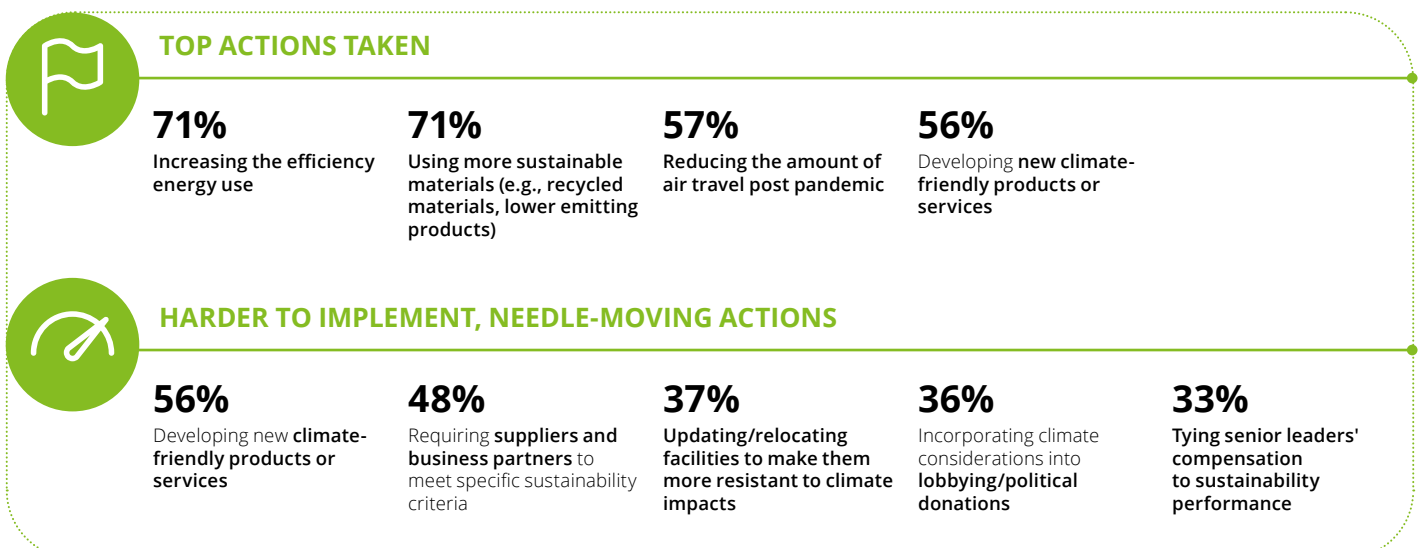 TOP ACTIONS TAKEN
71%
Increasing the efficiency
energy use
71%
Using more sustainable
materials (e.g., recycled
materials, lower emitting
products)
57%
Reducing the amount of
air travel post pandemic
56%
Developing new climate-
friendly products or
services
HARDER TO IMPLEMENT, NEEDLE-MOVING ACTIONS
56%
Developing new climate-
friendly products or
services
48%
Requiring suppliers and
business partners to
meet specific sustainability
criteria
37%
Updating/relocating
facilities to make them
more resistant to climate
impacts
36%
Incorporating climate
considerations into
lobbying/political
donations
33%
Tying senior leaders'
compensation
to sustainability
performance